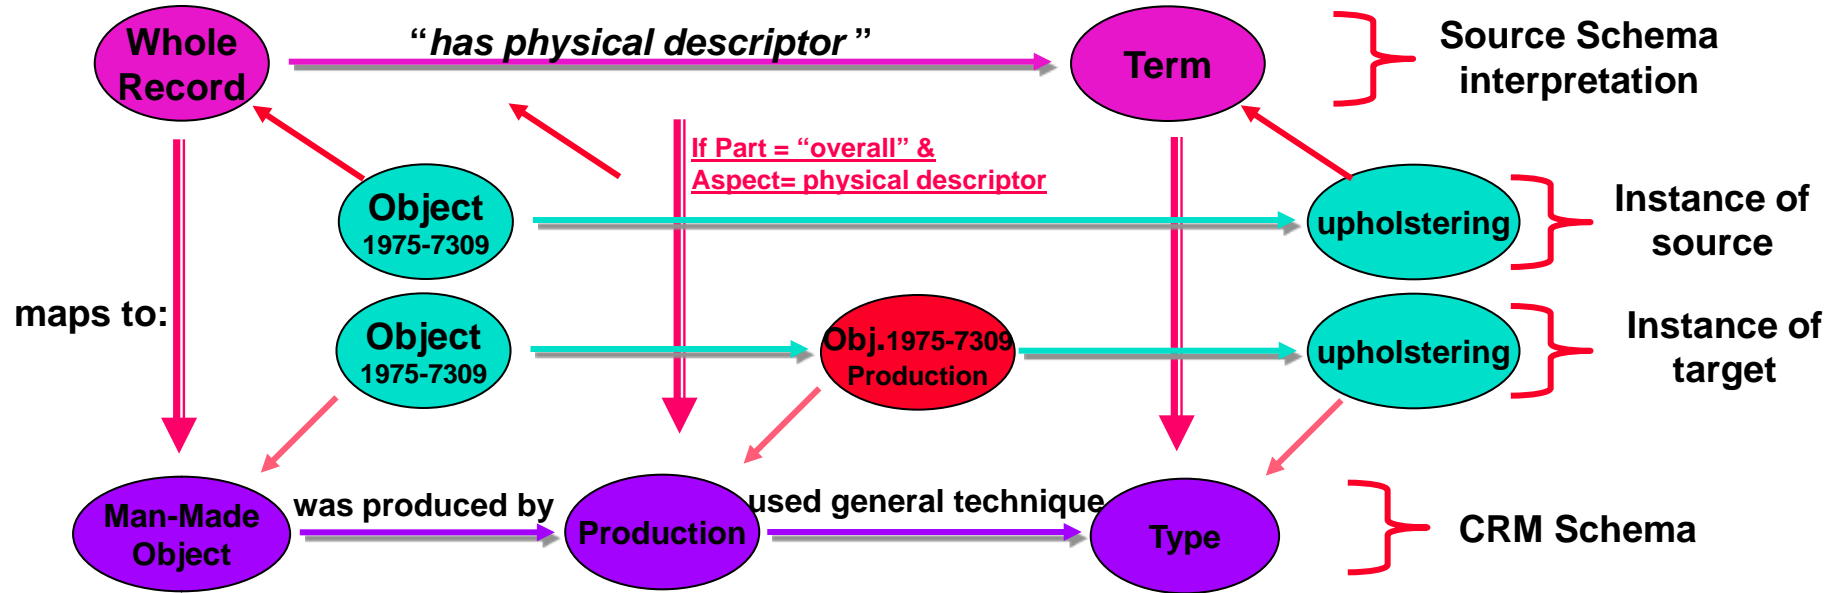 Whole
Record
“has physical descriptor ”
Term
Source Schema
interpretation
If Part = “overall” &
Aspect= physical descriptor
Object
1975-7309
upholstering
Instance of
source
maps to:
Object
1975-7309
Obj.1975-7309
Production
upholstering
Instance of
target
Man-Made
Object
was produced by
Production
used general technique
Type
CRM Schema